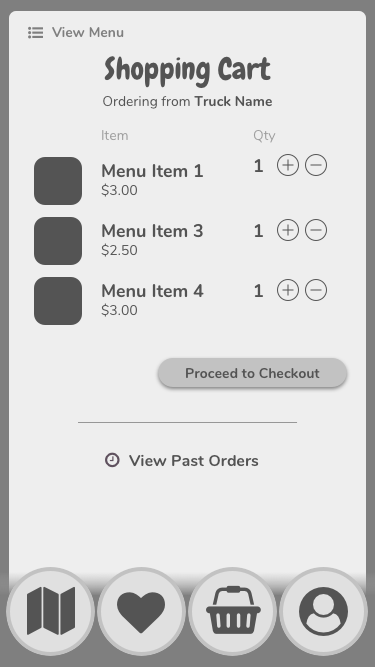 View Menu
Shopping Cart
Ordering from Truck Name
Item Qty
Menu Item 1 1
$3.00
Menu Item 3 1
$2.50
Menu Item 4 1
$3.00
Proceed to Checkout
View Past Orders